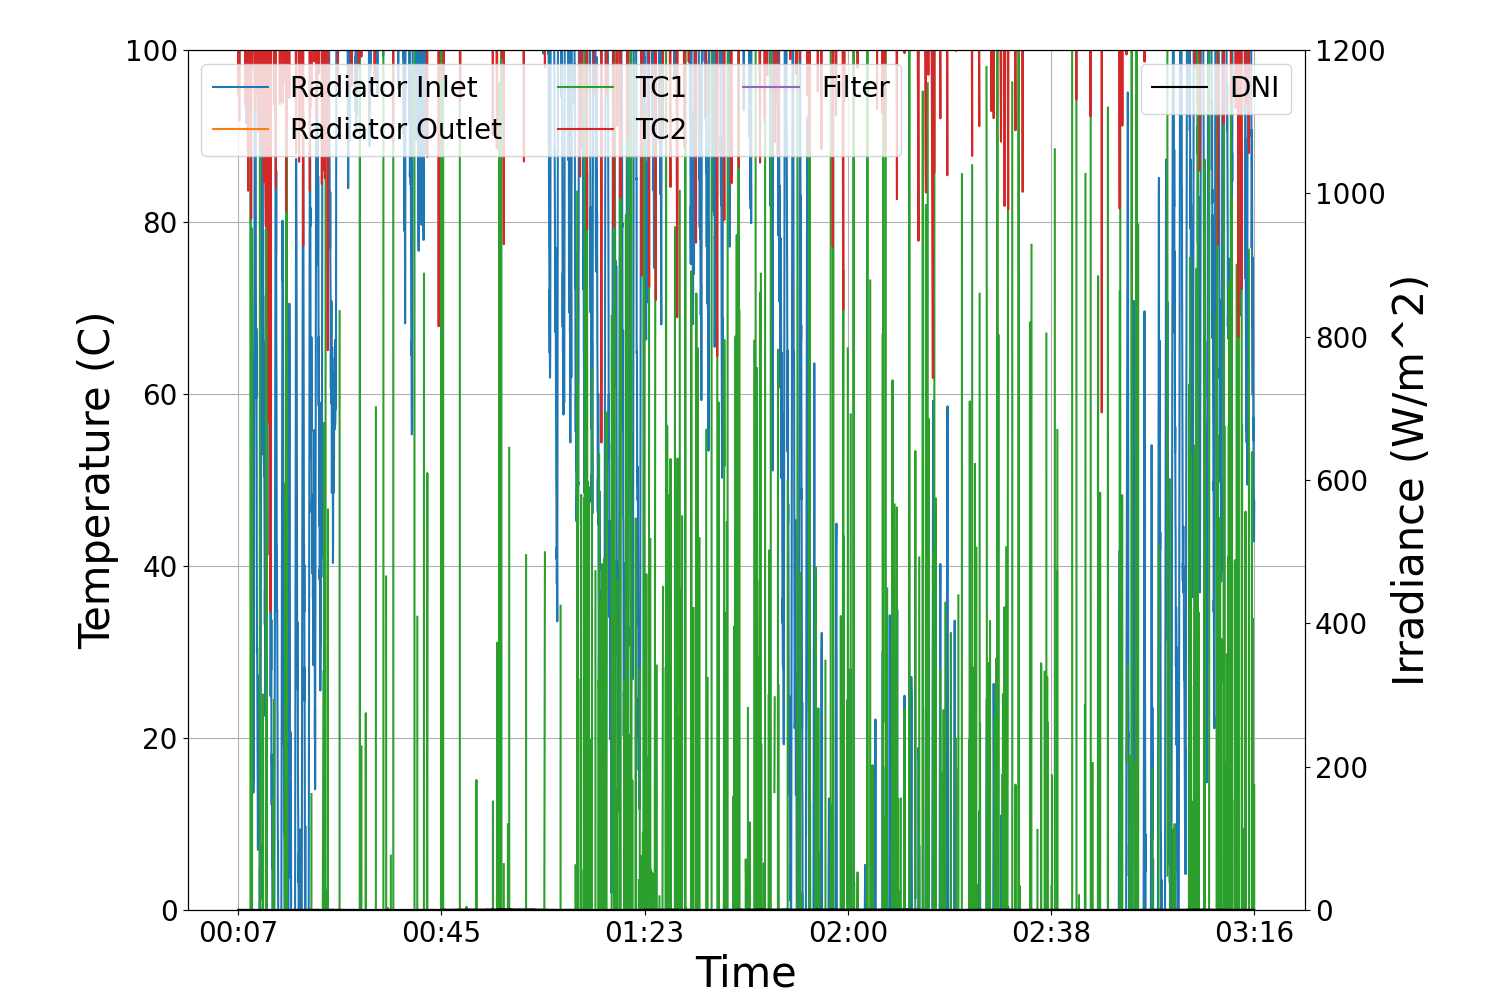 Radiator Inlet
Radiator Outlet
TC1
TC2
Filter
DNI
100
80
60
40
20
0
Temperature (C)
1200
1000
800
600
400
200
0
Irradiance (W/m^2)
00:07
00:45
01:23
02:00
02:38
03:16
Time